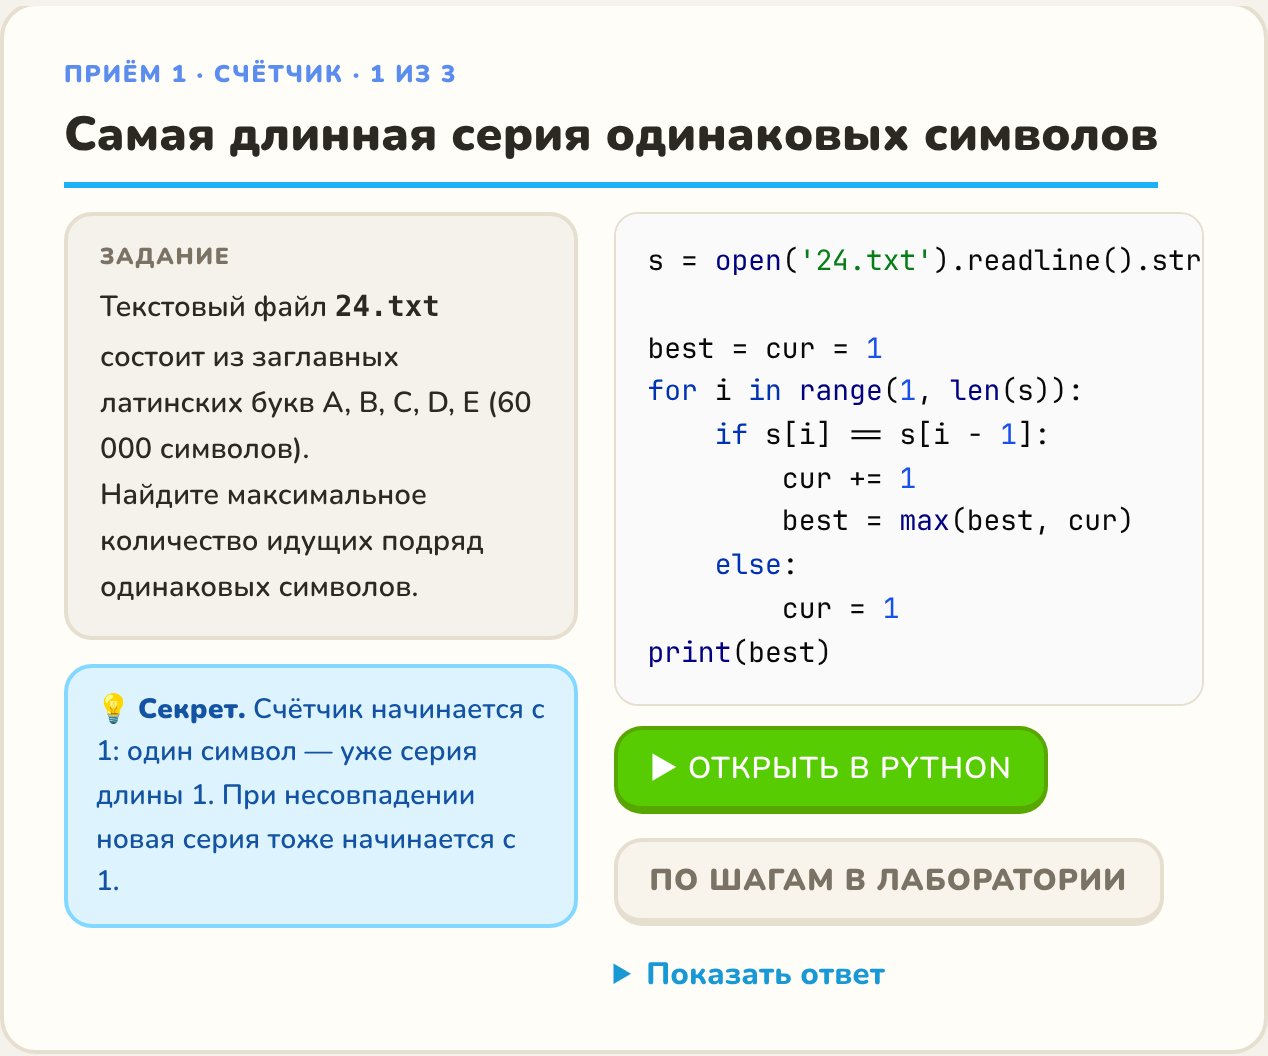 ПРИЁМ 1 · СЧЁТЧИК · 1 ИЗ 3
Самая длинная серия одинаковых символов
ЗАДАНИЕ
Текстовый файл 24.txt
состоит из заглавных
латинских букв A, B, C, D, E (60
000 символов).
Найдите максимальное
количество идущих подряд
одинаковых символов.
💡 Секрет. Счётчик начинается с
1: один символ — уже серия
длины 1. При несовпадении
новая серия тоже начинается с
1.
s = open('24.txt').readline().str
best = cur = 1
for i in range(1, len(s)):
    if s[i] == s[i - 1]:
        cur += 1
        best = max(best, cur)
    else:
        cur = 1
print(best)
▶ ОТКРЫТЬ В PYTHON
ПО ШАГАМ В ЛАБОРАТОРИИ
▶ Показать ответ